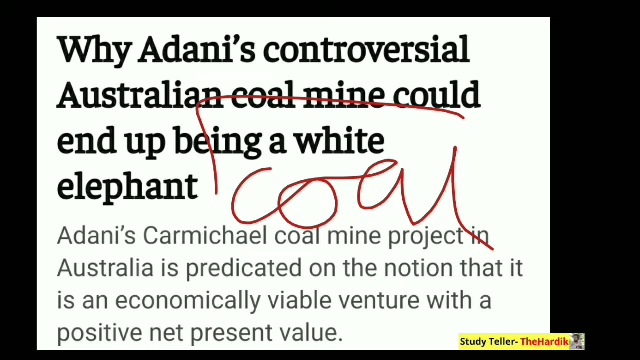 Why Adani's controversial
Australian coal mine could
end up being a white
elephant
coal
Adani's Carmichael coal mine project in
Australia is predicated on the notion that it
is an economically viable venture with a
positive net present value.
Study Teller- TheHardik